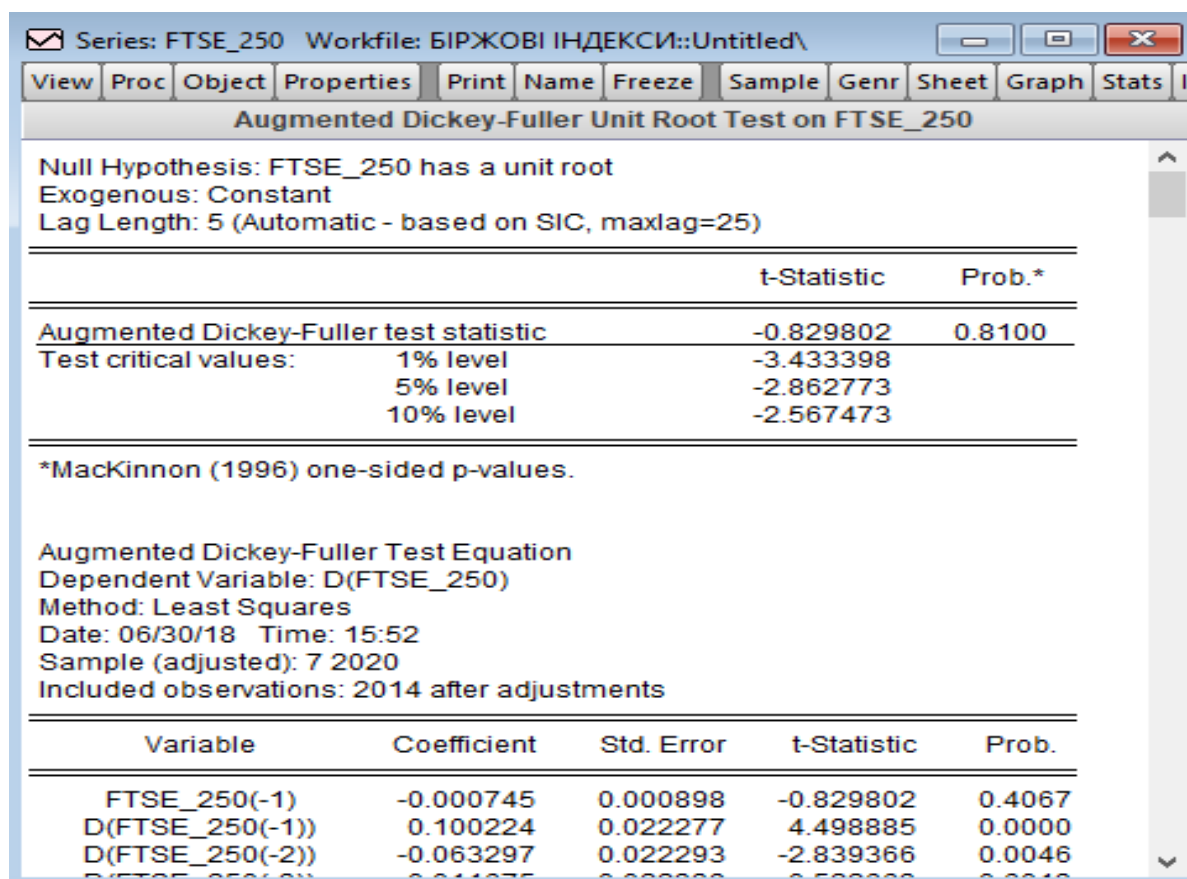 Series: FTSE_250 Workfile: БІРЖОВІ ІНДЕКСИ::Untitled\
View Proc Object Properties Print Name Freeze Sample Genr Sheet Graph Stats
Augmented Dickey-Fuller Unit Root Test on FTSE_250
Null Hypothesis: FTSE_250 has a unit root
Exogenous: Constant
Lag Length: 5 (Automatic - based on SIC, maxlag=25)
t-Statistic Prob.*
Augmented Dickey-Fuller test statistic -0.829802 0.8100
Test critical values: 1% level -3.433398
5% level -2.862773
10% level -2.567473
*MacKinnon (1996) one-sided p-values.
Augmented Dickey-Fuller Test Equation
Dependent Variable: D(FTSE_250)
Method: Least Squares
Date: 06/30/18 Time: 15:52
Sample (adjusted): 7 2020
Included observations: 2014 after adjustments
Variable Coefficient Std. Error t-Statistic Prob.
FTSE_250(-1) -0.000745 0.000898 -0.829802 0.4067
D(FTSE_250(-1)) 0.100224 0.022277 4.498885 0.0000
D(FTSE_250(-2)) -0.063297 0.022293 -2.839366 0.0046